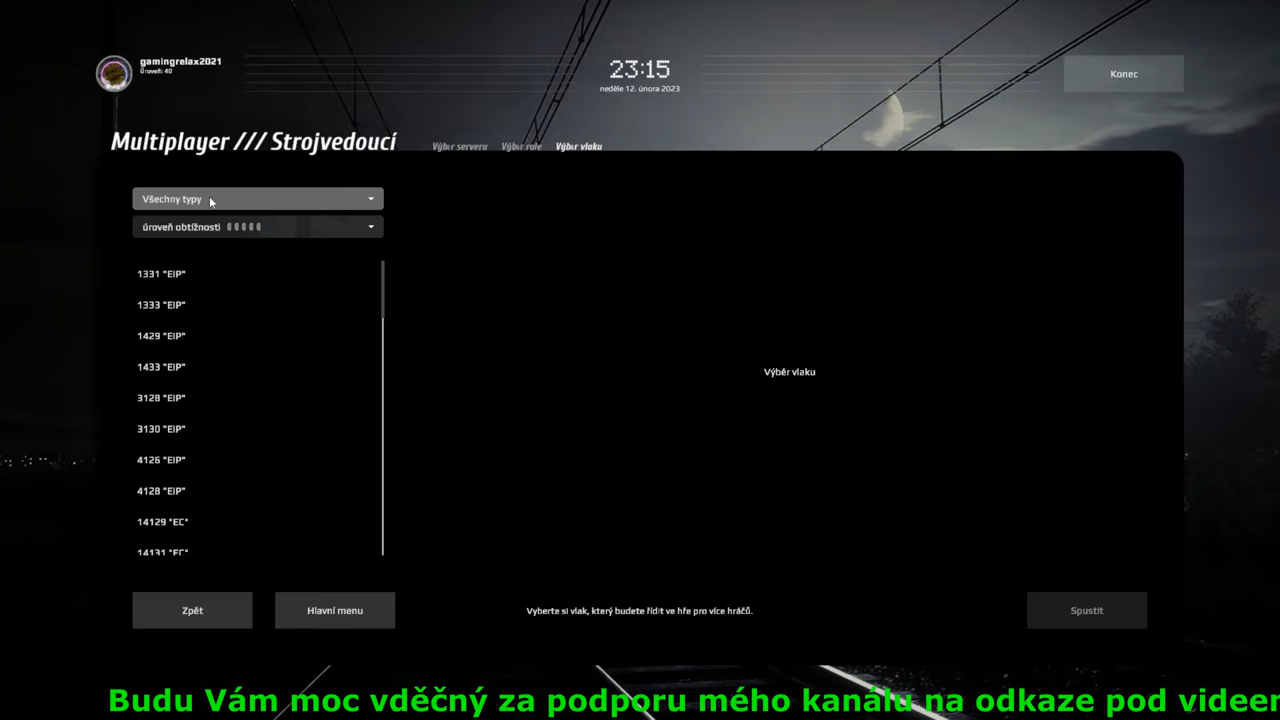 gamingrelax2021
Úroveň: 40
23:15
neděle 12. února 2023
Konec
Multiplayer /// Strojvedoucí
Výběr serveru
Výběr role
Výběr vlaku
Všechny typy
úroveň obtížnosti
1331 "EIP"
1333 "EIP"
1429 "EIP"
1433 "EIP"
3128 "EIP"
3130 "EIP"
4126 "EIP"
4128 "EIP"
14129 "EC"
14131 "EC"
Výběr vlaku
Zpět
Hlavní menu
Vyberte si vlak, který budete řídit ve hře pro více hráčů.
Spustit
Budu Vám moc vděčný za podporu mého kanálu na odkaze pod videem